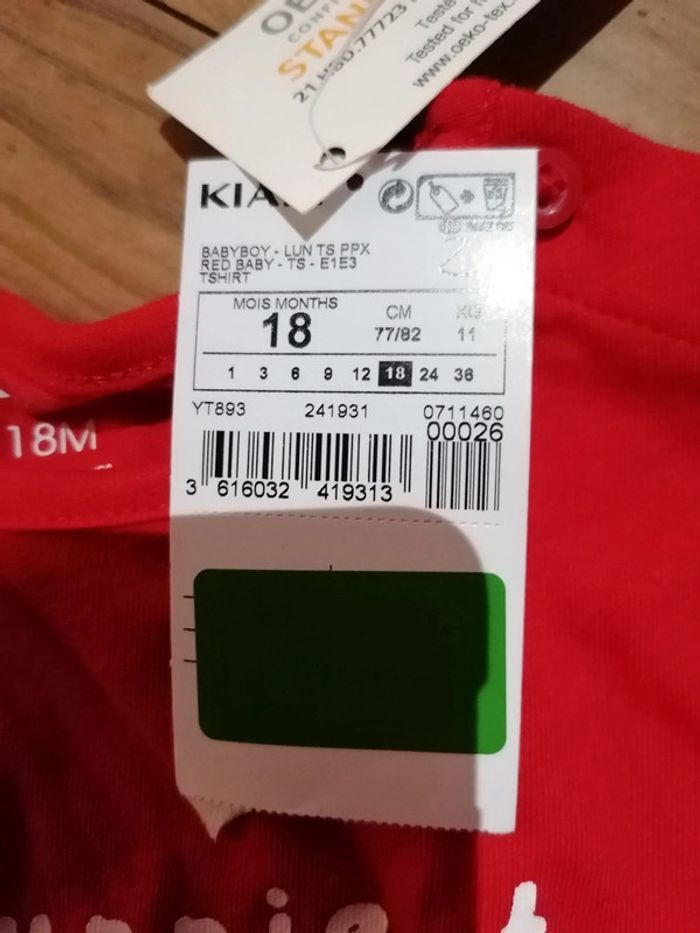 CONFI
STAN
21.HBD.77723
Tested for h
www.oeko-tex.
KIA
BABYBOY - LUN TS PPX
RED BABY - TS - E1E3
TSHIRT
MOIS MONTHS CM KG
18 77/82 11
1 3 6 9 12 18 24 36
YT893 241931 0711460
00026
3 616032 419313
18M